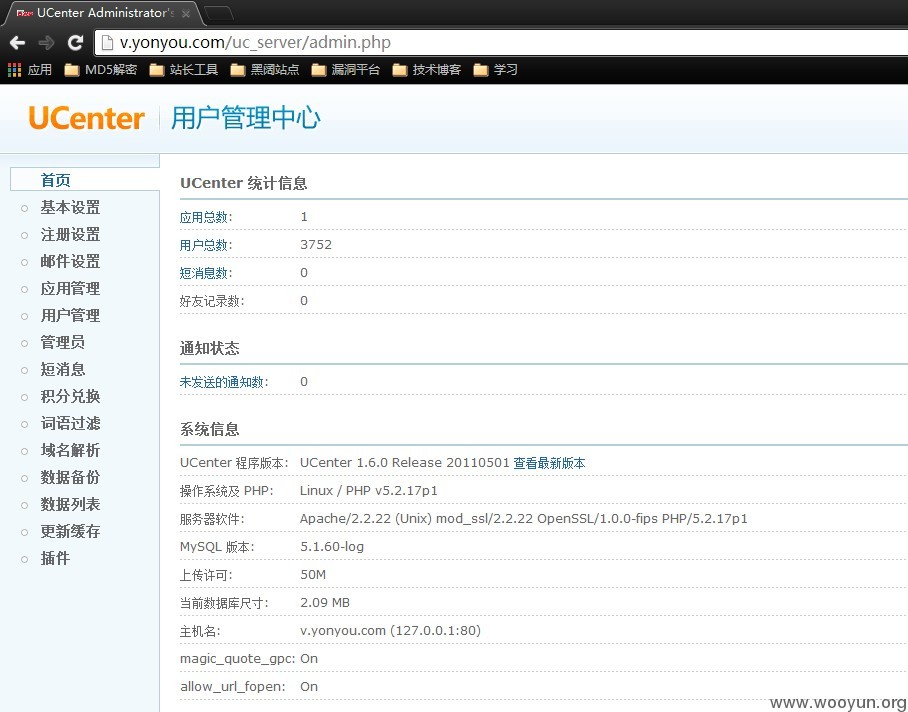 UCenter Administrator's
v.yonyou.com/uc_server/admin.php
应用 MD5解密 站长工具 黑阔站点 漏洞平台 技术博客 学习
UCenter 用户管理中心
首页
基本设置
注册设置
邮件设置
应用管理
用户管理
管理员
短消息
积分兑换
词语过滤
域名解析
数据备份
数据列表
更新缓存
插件
UCenter 统计信息
应用总数: 1
用户总数: 3752
短消息数: 0
好友记录数: 0
通知状态
未发送的通知数: 0
系统信息
UCenter 程序版本: UCenter 1.6.0 Release 20110501 查看最新版本
操作系统及 PHP: Linux / PHP v5.2.17p1
服务器软件: Apache/2.2.22 (Unix) mod_ssl/2.2.22 OpenSSL/1.0.0-fips PHP/5.2.17p1
MySQL 版本: 5.1.60-log
上传许可: 50M
当前数据库尺寸: 2.09 MB
主机名: v.yonyou.com (127.0.0.1:80)
magic_quote_gpc: On
allow_url_fopen: On
www.wooyun.org